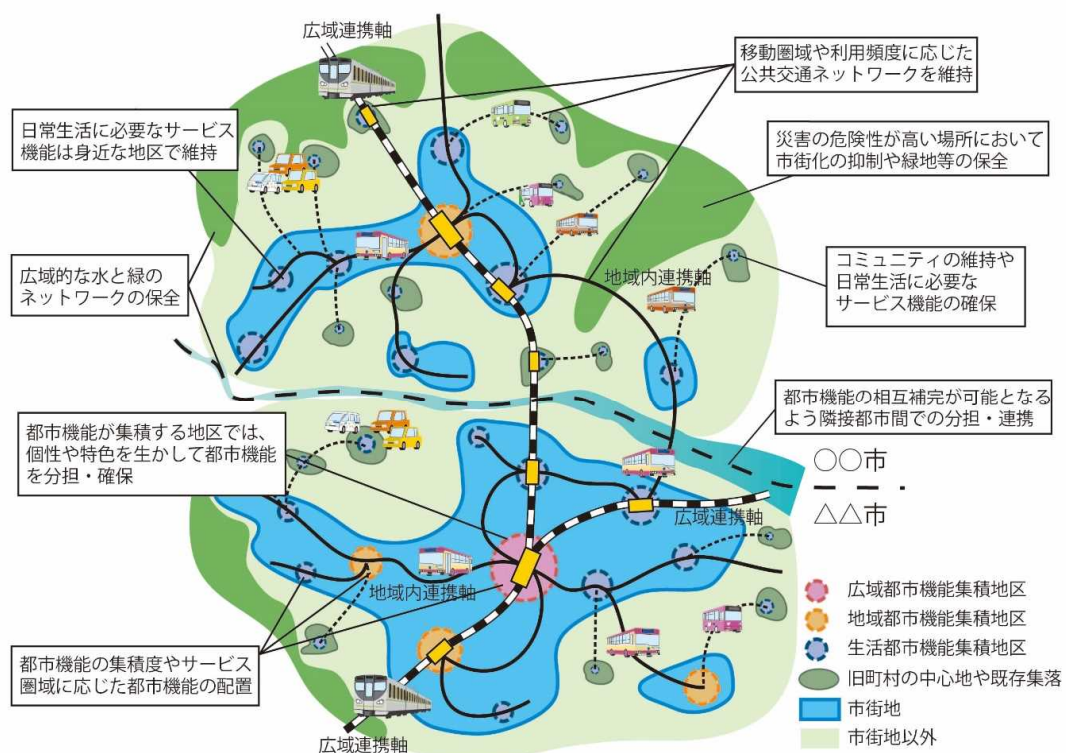 広域連携軸
移動圏域や利用頻度に応じた
公共交通ネットワークを維持
日常生活に必要なサービス
機能は身近な地区で維持
災害の危険性が高い場所において
市街化の抑制や緑地等の保全
広域的な水と緑の
ネットワークの保全
地域内連携軸
コミュニティの維持や
日常生活に必要な
サービス機能の確保
都市機能の相互補完が可能となる
よう隣接都市間での分担・連携
都市機能が集積する地区では、
個性や特色を生かして都市機能
を分担・確保
○○市
△△市
広域連携軸
地域内連携軸
都市機能の集積度やサービス
圏域に応じた都市機能の配置
広域連携軸
広域都市機能集積地区
地域都市機能集積地区
生活都市機能集積地区
旧町村の中心地や既存集落
市街地
市街地以外